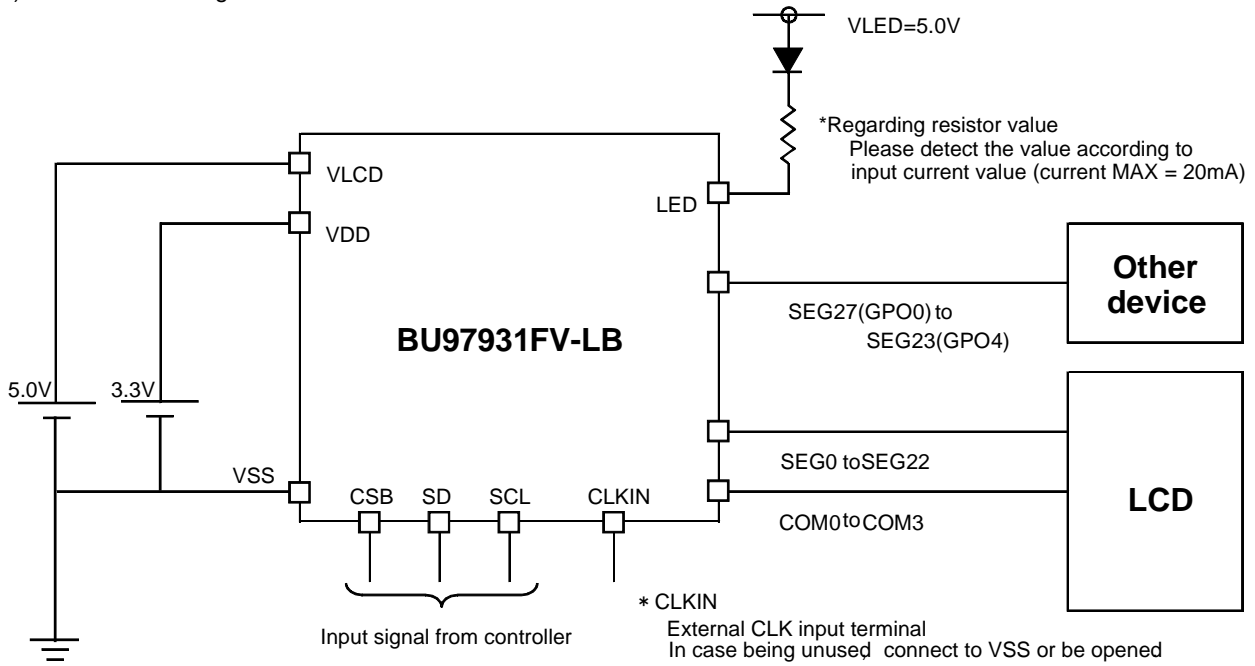 VLED=5.0V
*Regarding resistor value
Please detect the value according to
input current value (current MAX = 20mA)
VLCD
LED
VDD
Other
device
SEG27(GPO0) to
SEG23(GPO4)
BU97931FV-LB
5.0V
3.3V
VSS
CSB
SD
SCL
CLKIN
SEG0 toSEG22
LCD
COM0toCOM3
* CLKIN
External CLK input terminal
In case being unused, connect to VSS or be opened
Input signal from controller